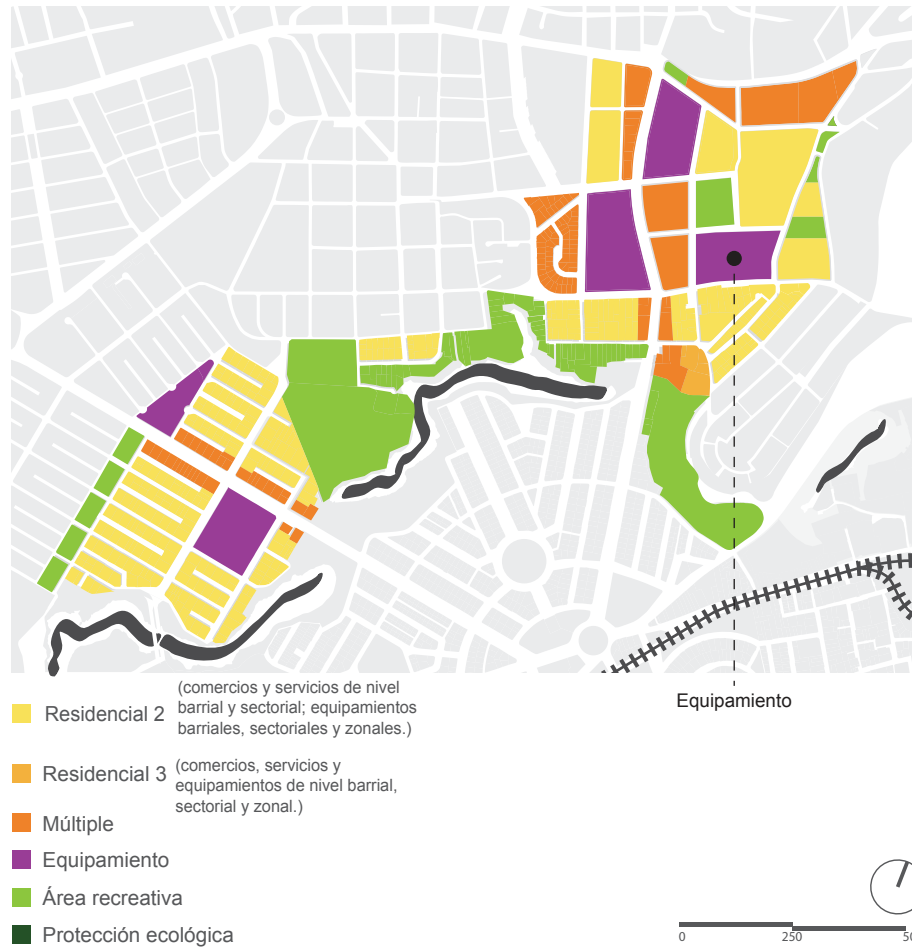 Equipamiento
Residencial 2
(comercios y servicios de nivel
barrial y sectorial; equipamientos
barriales, sectoriales y zonales.)
Residencial 3
(comercios, servicios y
equipamientos de nivel barrial,
sectorial y zonal.)
Múltiple
Equipamiento
Área recreativa
Protección ecológica
0 250 50